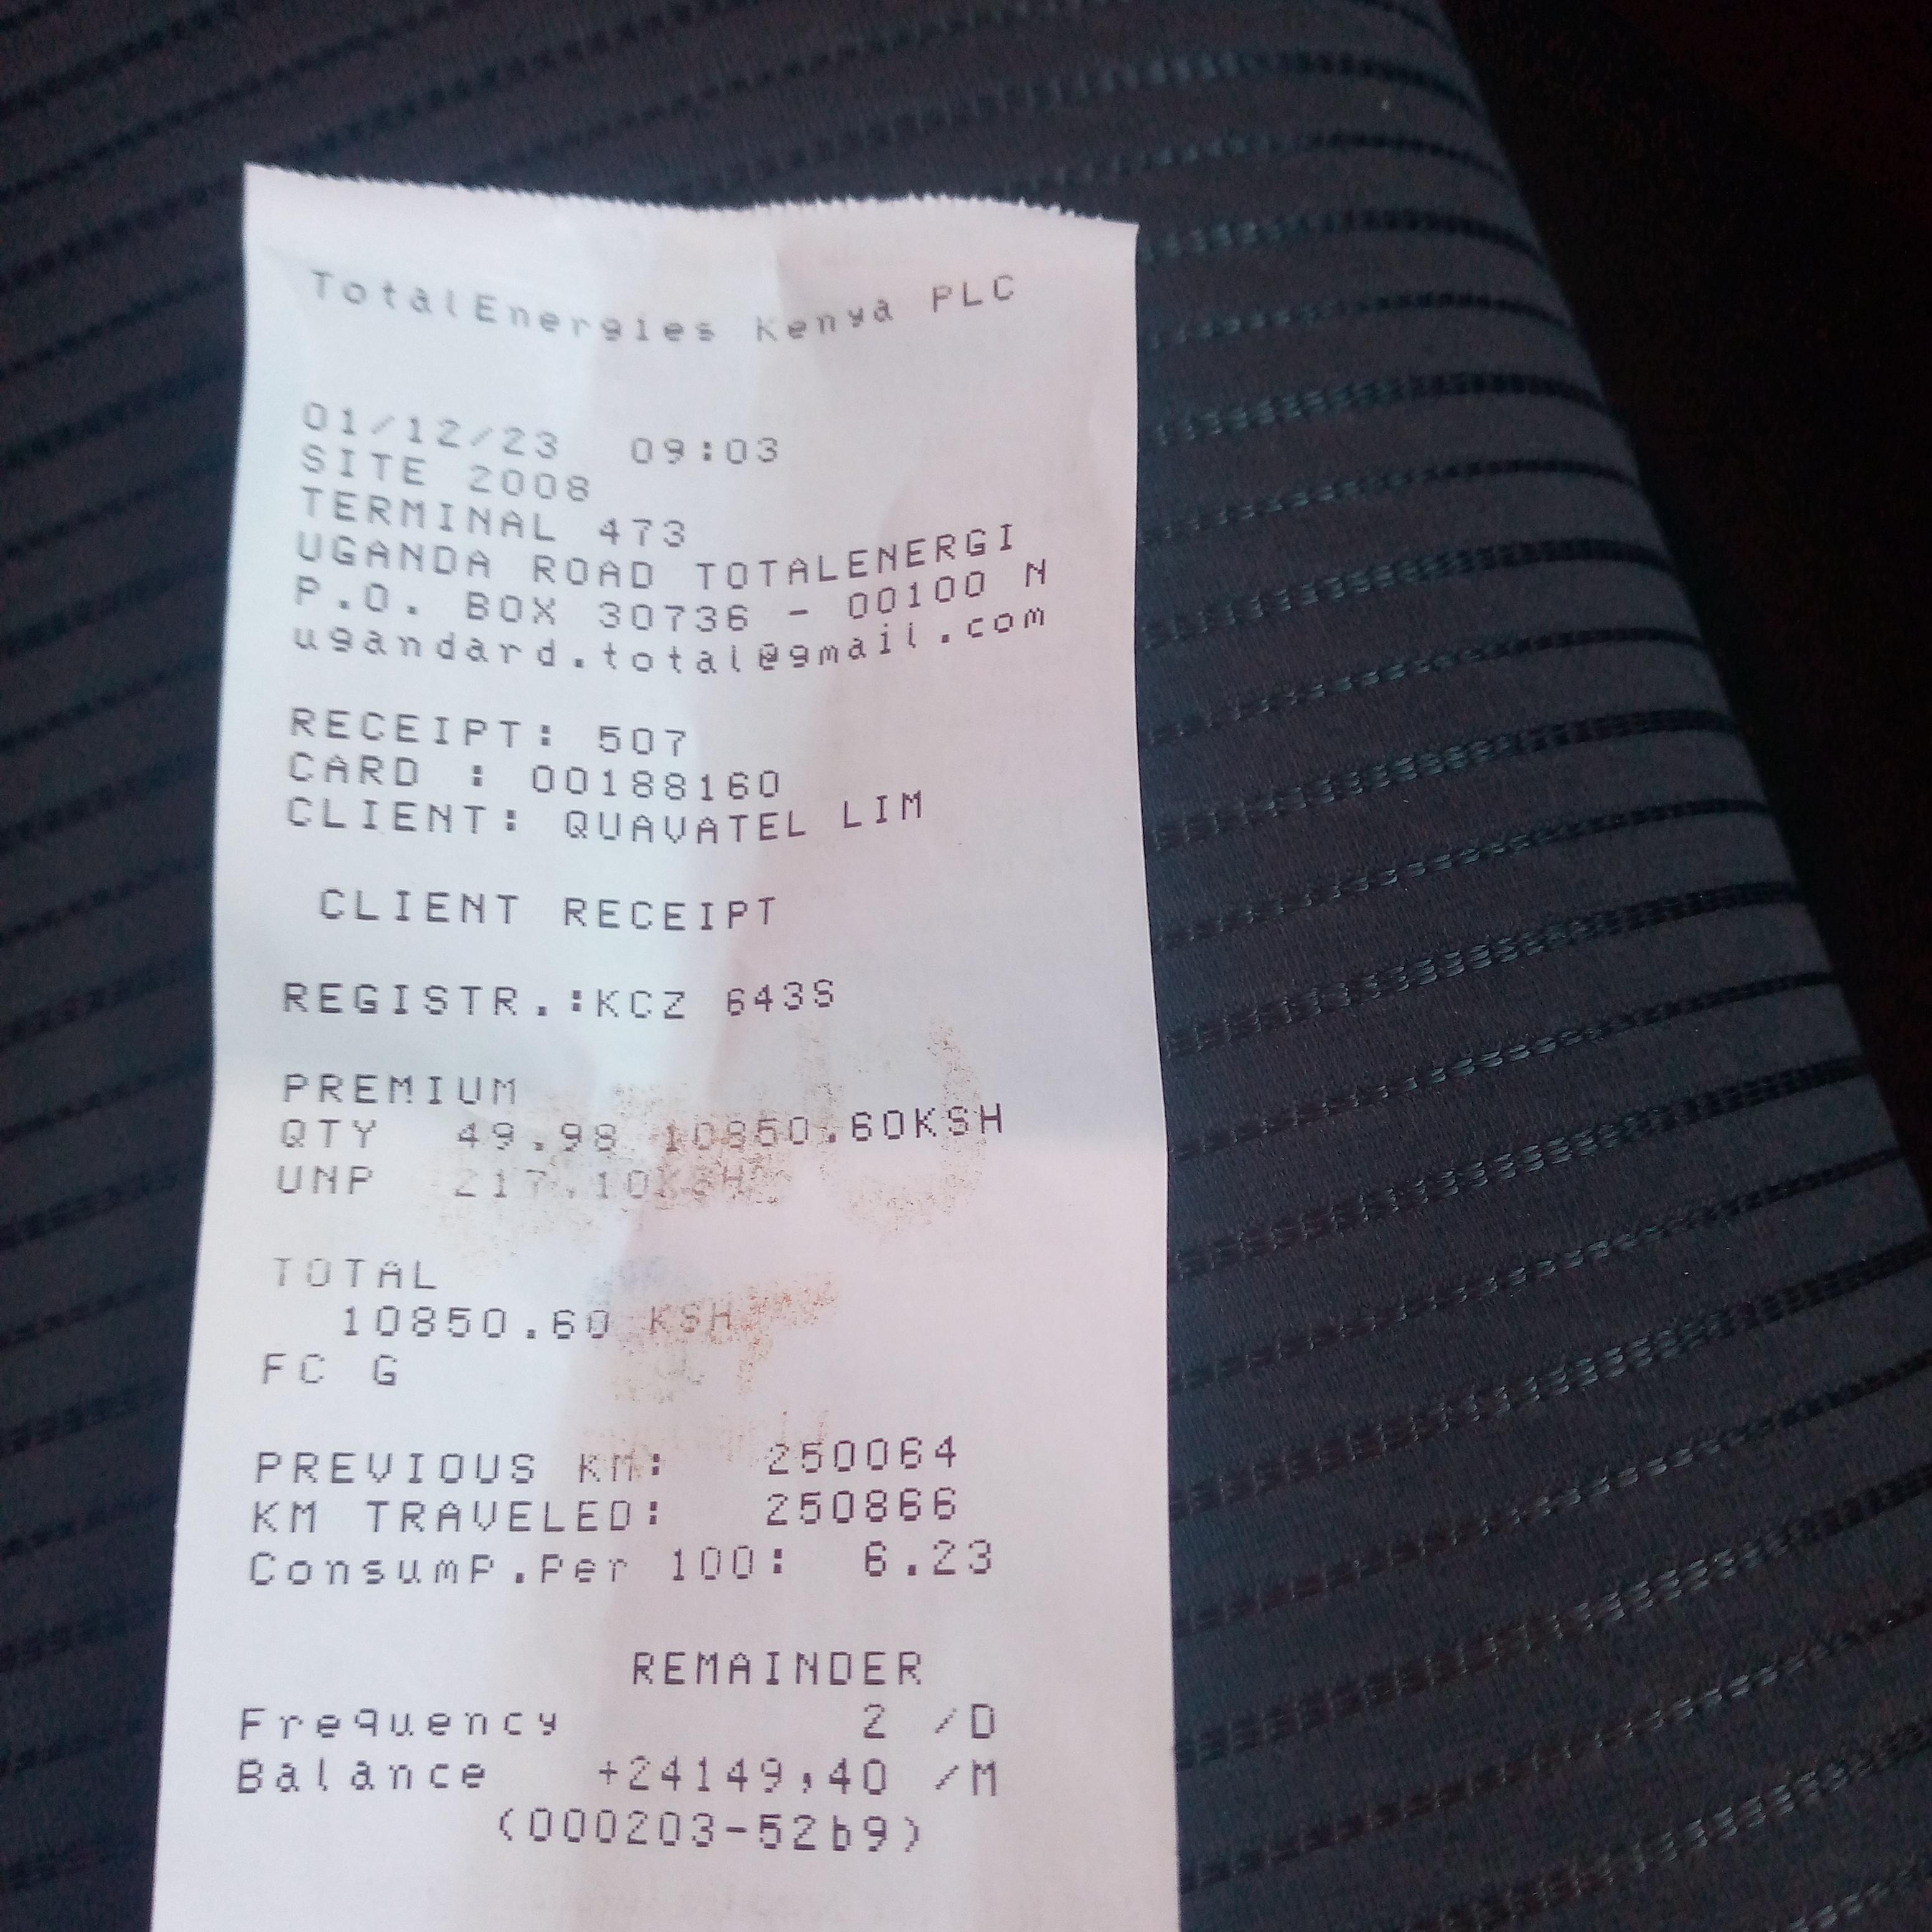 TotalEnergies Kenya PLC
01/12/23 09:03
SITE 2008
TERMINAL 473
UGANDA ROAD TOTALENERGI
P.O. BOX 30736 - 00100 N
ugandard.total@gmail.com
RECEIPT: 507
CARD : 00188160
CLIENT: QUAVATEL LIM
CLIENT RECEIPT
REGISTR.:KCZ 643S
PREMIUM
QTY 49.98 10850.60KSH
UNP 217.10KSH
TOTAL
10850.60 KSH
FC G
PREVIOUS KM: 250064
KM TRAVELED: 250866
Consump.Per 100: 6.23
REMAINDER
Frequency 2 /D
Balance +24149,40 /M
(000203-52b9)